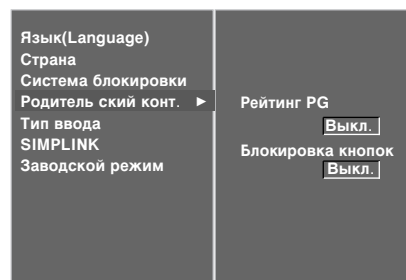 Язык(Language)
Страна
Система блокировки
Родитель ский конт. ►
Тип ввода
SIMPLINK
Заводской режим
Рейтинг PG
Выкл.
Блокировка кнопок
Выкл.